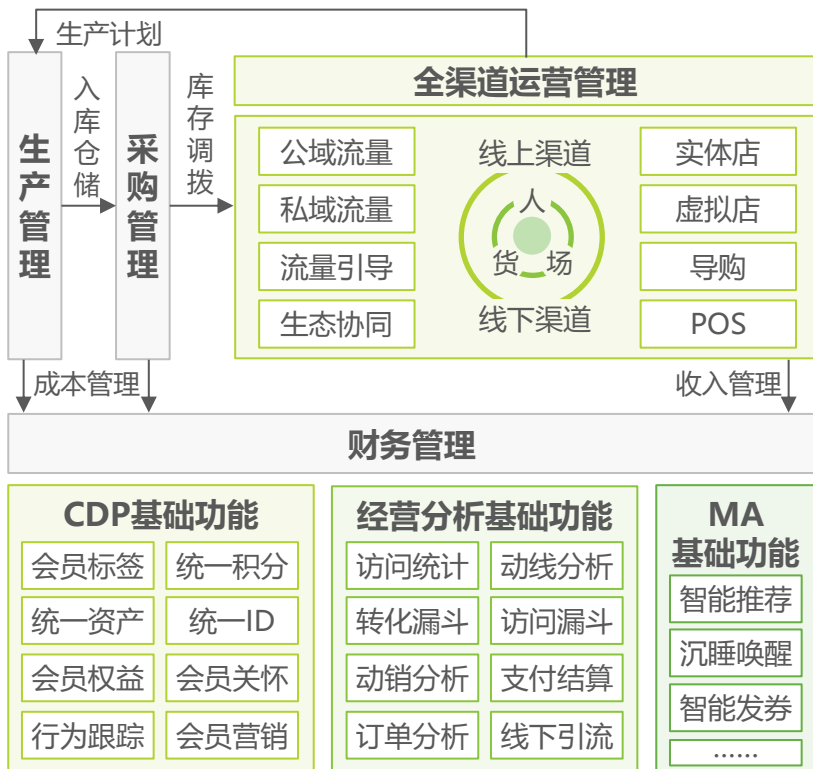 生产计划
生产管理
入库仓储
采购管理
库存调拨
全渠道运营管理
公域流量
私域流量
流量引导
生态协同
线上渠道
人
货
场
线下渠道
实体店
虚拟店
导购
POS
成本管理
收入管理
财务管理
CDP基础功能
会员标签
统一积分
统一资产
统一ID
会员权益
会员关怀
行为跟踪
会员营销
经营分析基础功能
访问统计
动线分析
转化漏斗
访问漏斗
动销分析
支付结算
订单分析
线下引流
MA
基础功能
智能推荐
沉睡唤醒
智能发券
……